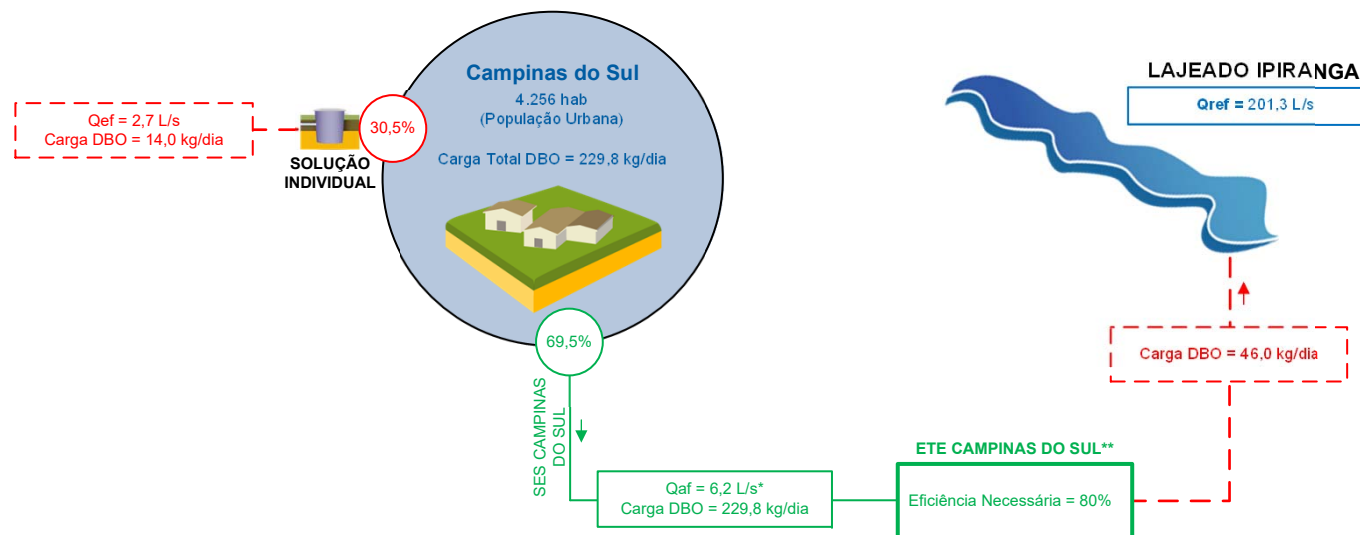 Campinas do Sul
4.256 hab
(População Urbana)
Carga Total DBO = 229,8 kg/dia
Qef = 2,7 L/s
Carga DBO = 14,0 kg/dia
30,5%
SOLUÇÃO
INDIVIDUAL
LAJEADO IPIRANGA
Qref = 201,3 L/s
69,5%
SES CAMPINAS
DO SUL
Qaf = 6,2 L/s*
Carga DBO = 229,8 kg/dia
ETE CAMPINAS DO SUL**
Eficiência Necessária = 80%
Carga DBO = 46,0 kg/dia